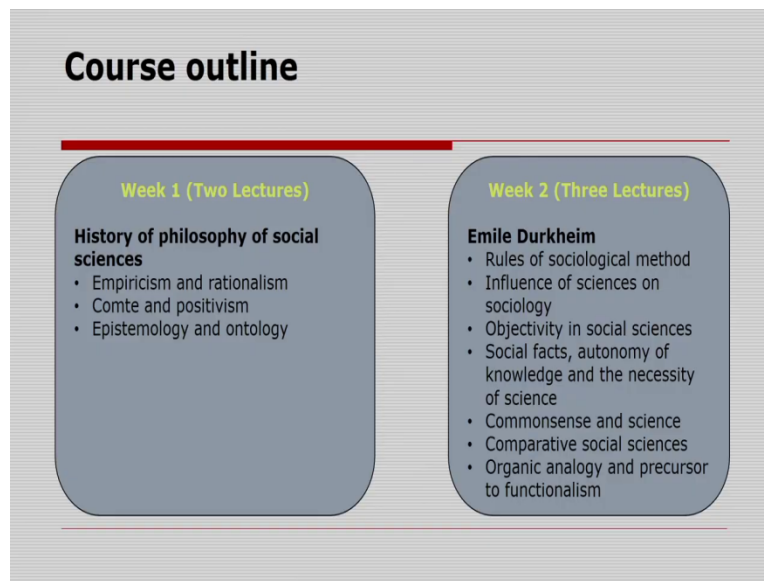 Course outline
Week 1 (Two Lectures)
History of philosophy of social
sciences
• Empiricism and rationalism
• Comte and positivism
• Epistemology and ontology
Week 2 (Three Lectures)
Emile Durkheim
• Rules of sociological method
• Influence of sciences on
sociology
• Objectivity in social sciences
• Social facts, autonomy of
knowledge and the necessity
of science
• Commonsense and science
• Comparative social sciences
• Organic analogy and precursor
to functionalism